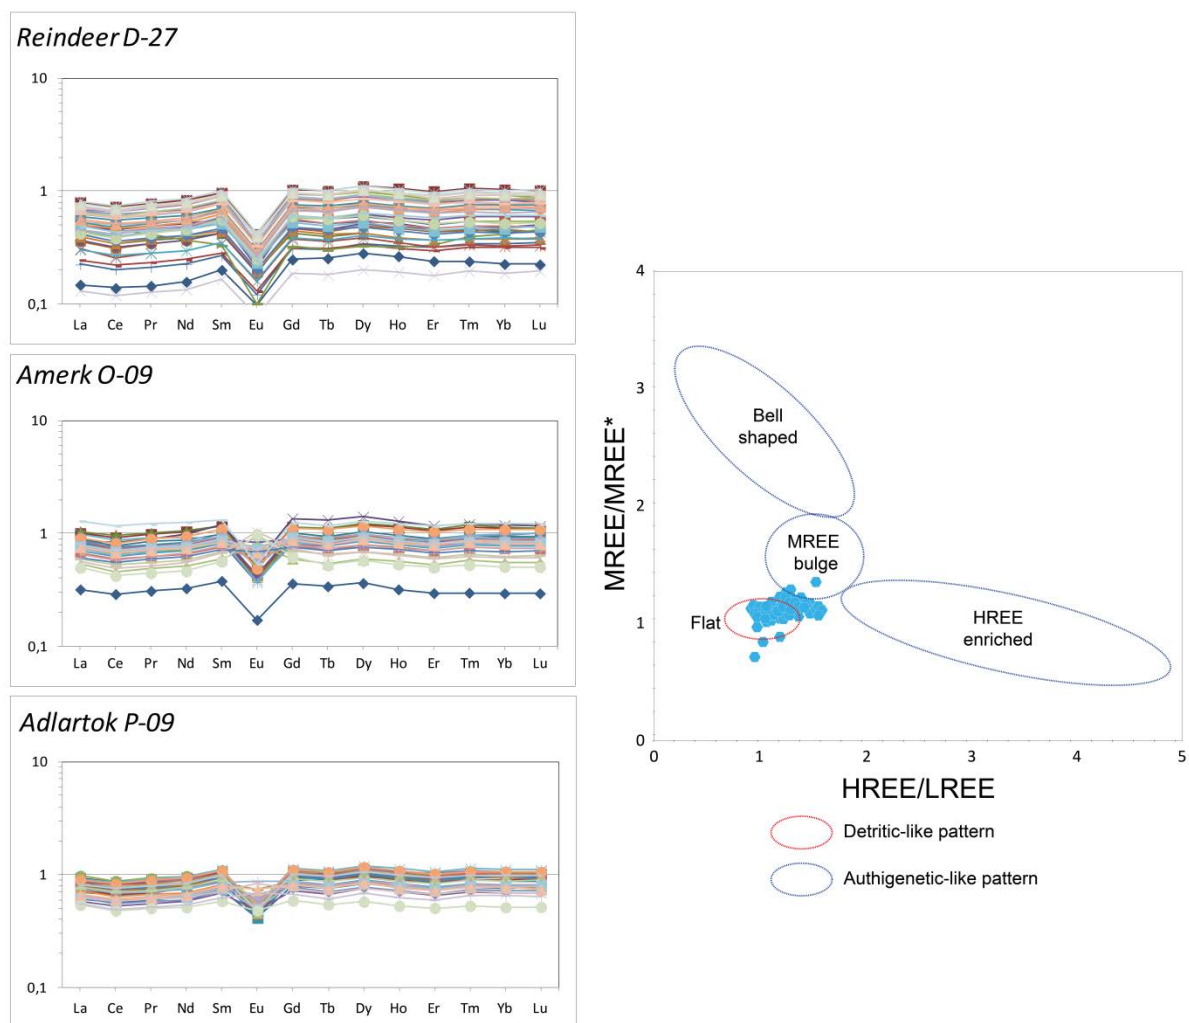 Reindeer D-27
10
1
0,1
La Ce Pr Nd Sm Eu Gd Tb Dy Ho Er Tm Yb Lu
Amerk O-09
10
1
0,1
La Ce Pr Nd Sm Eu Gd Tb Dy Ho Er Tm Yb Lu
Adlartok P-09
10
1
0,1
La Ce Pr Nd Sm Eu Gd Tb Dy Ho Er Tm Yb Lu
MREE/MREE*
4
3
2
1
0
Bell
shaped
MREE
bulge
HREE
enriched
Flat
0 1 2 3 4 5
HREE/LREE
Detritic-like pattern
Authigenetic-like pattern